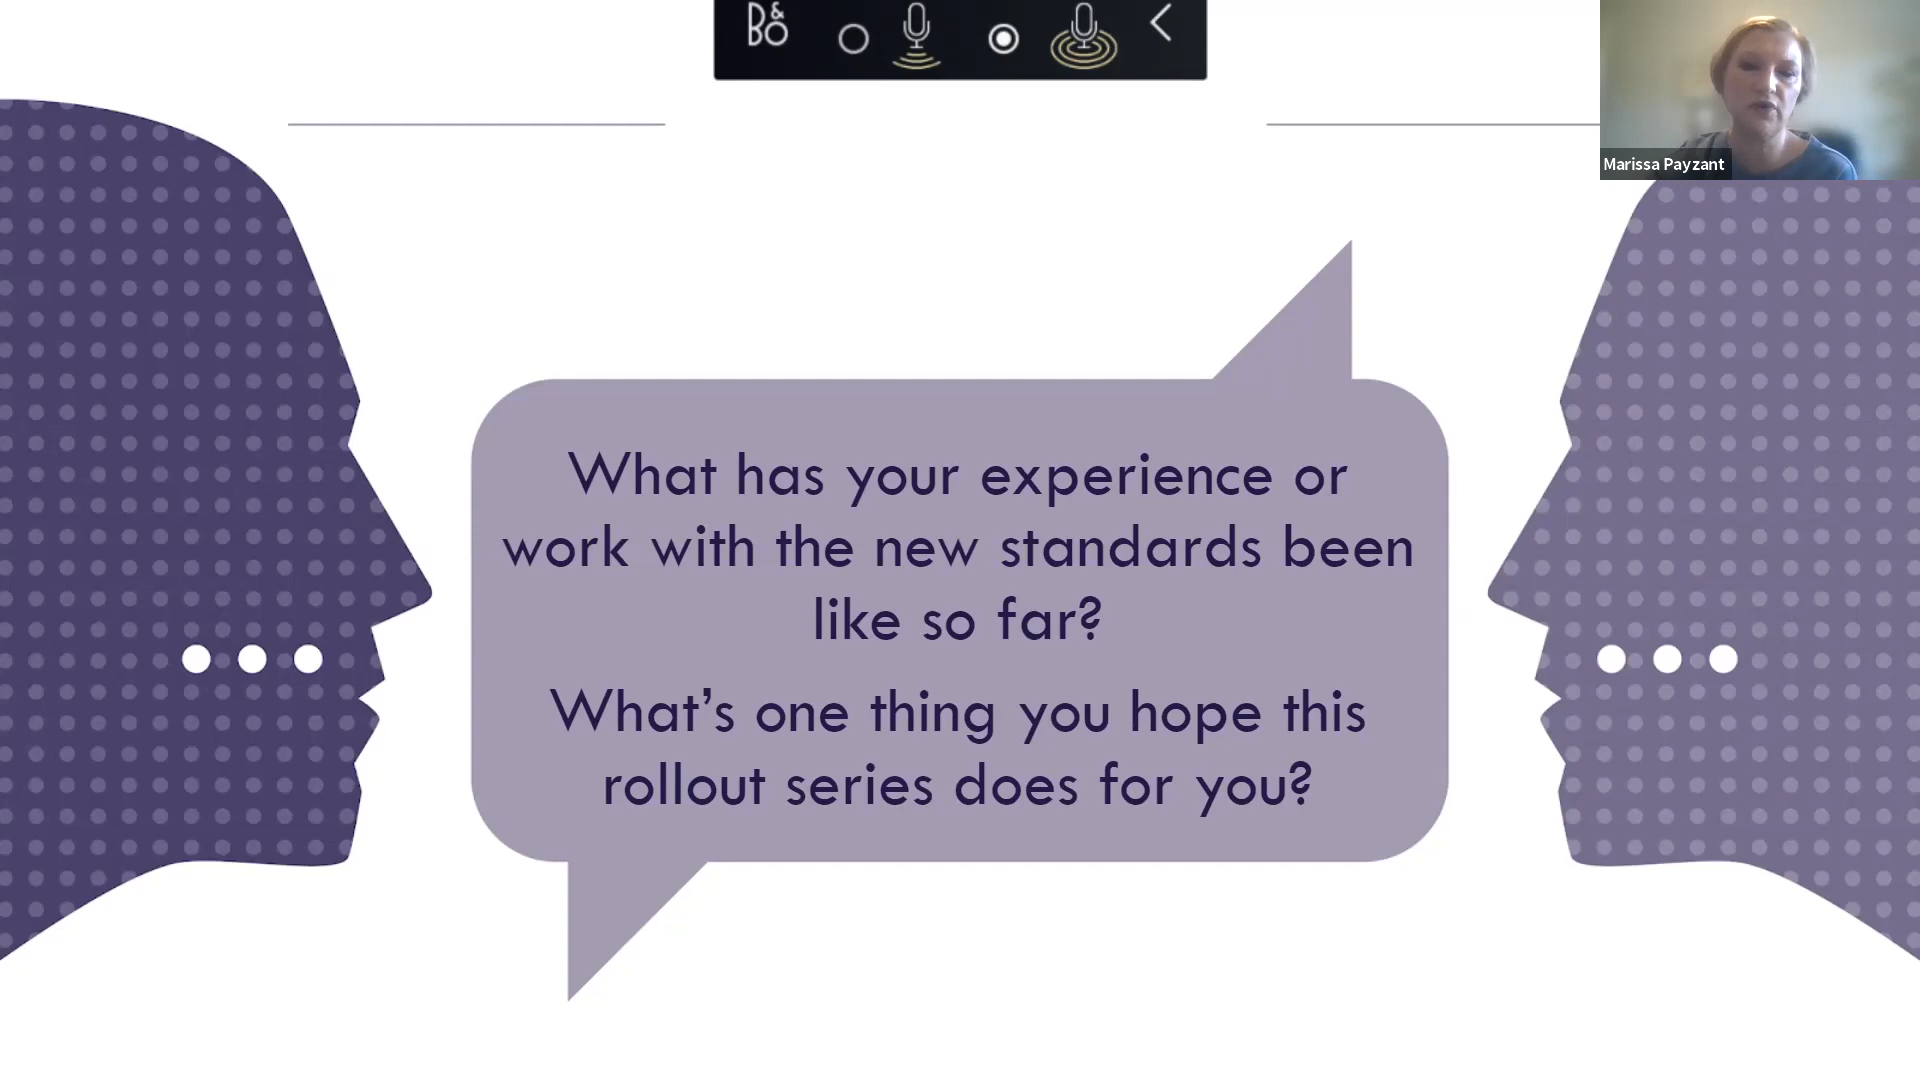 B&O
Marissa Payzant
What has your experience or
work with the new standards been
like so far?
What’s one thing you hope this
rollout series does for you?